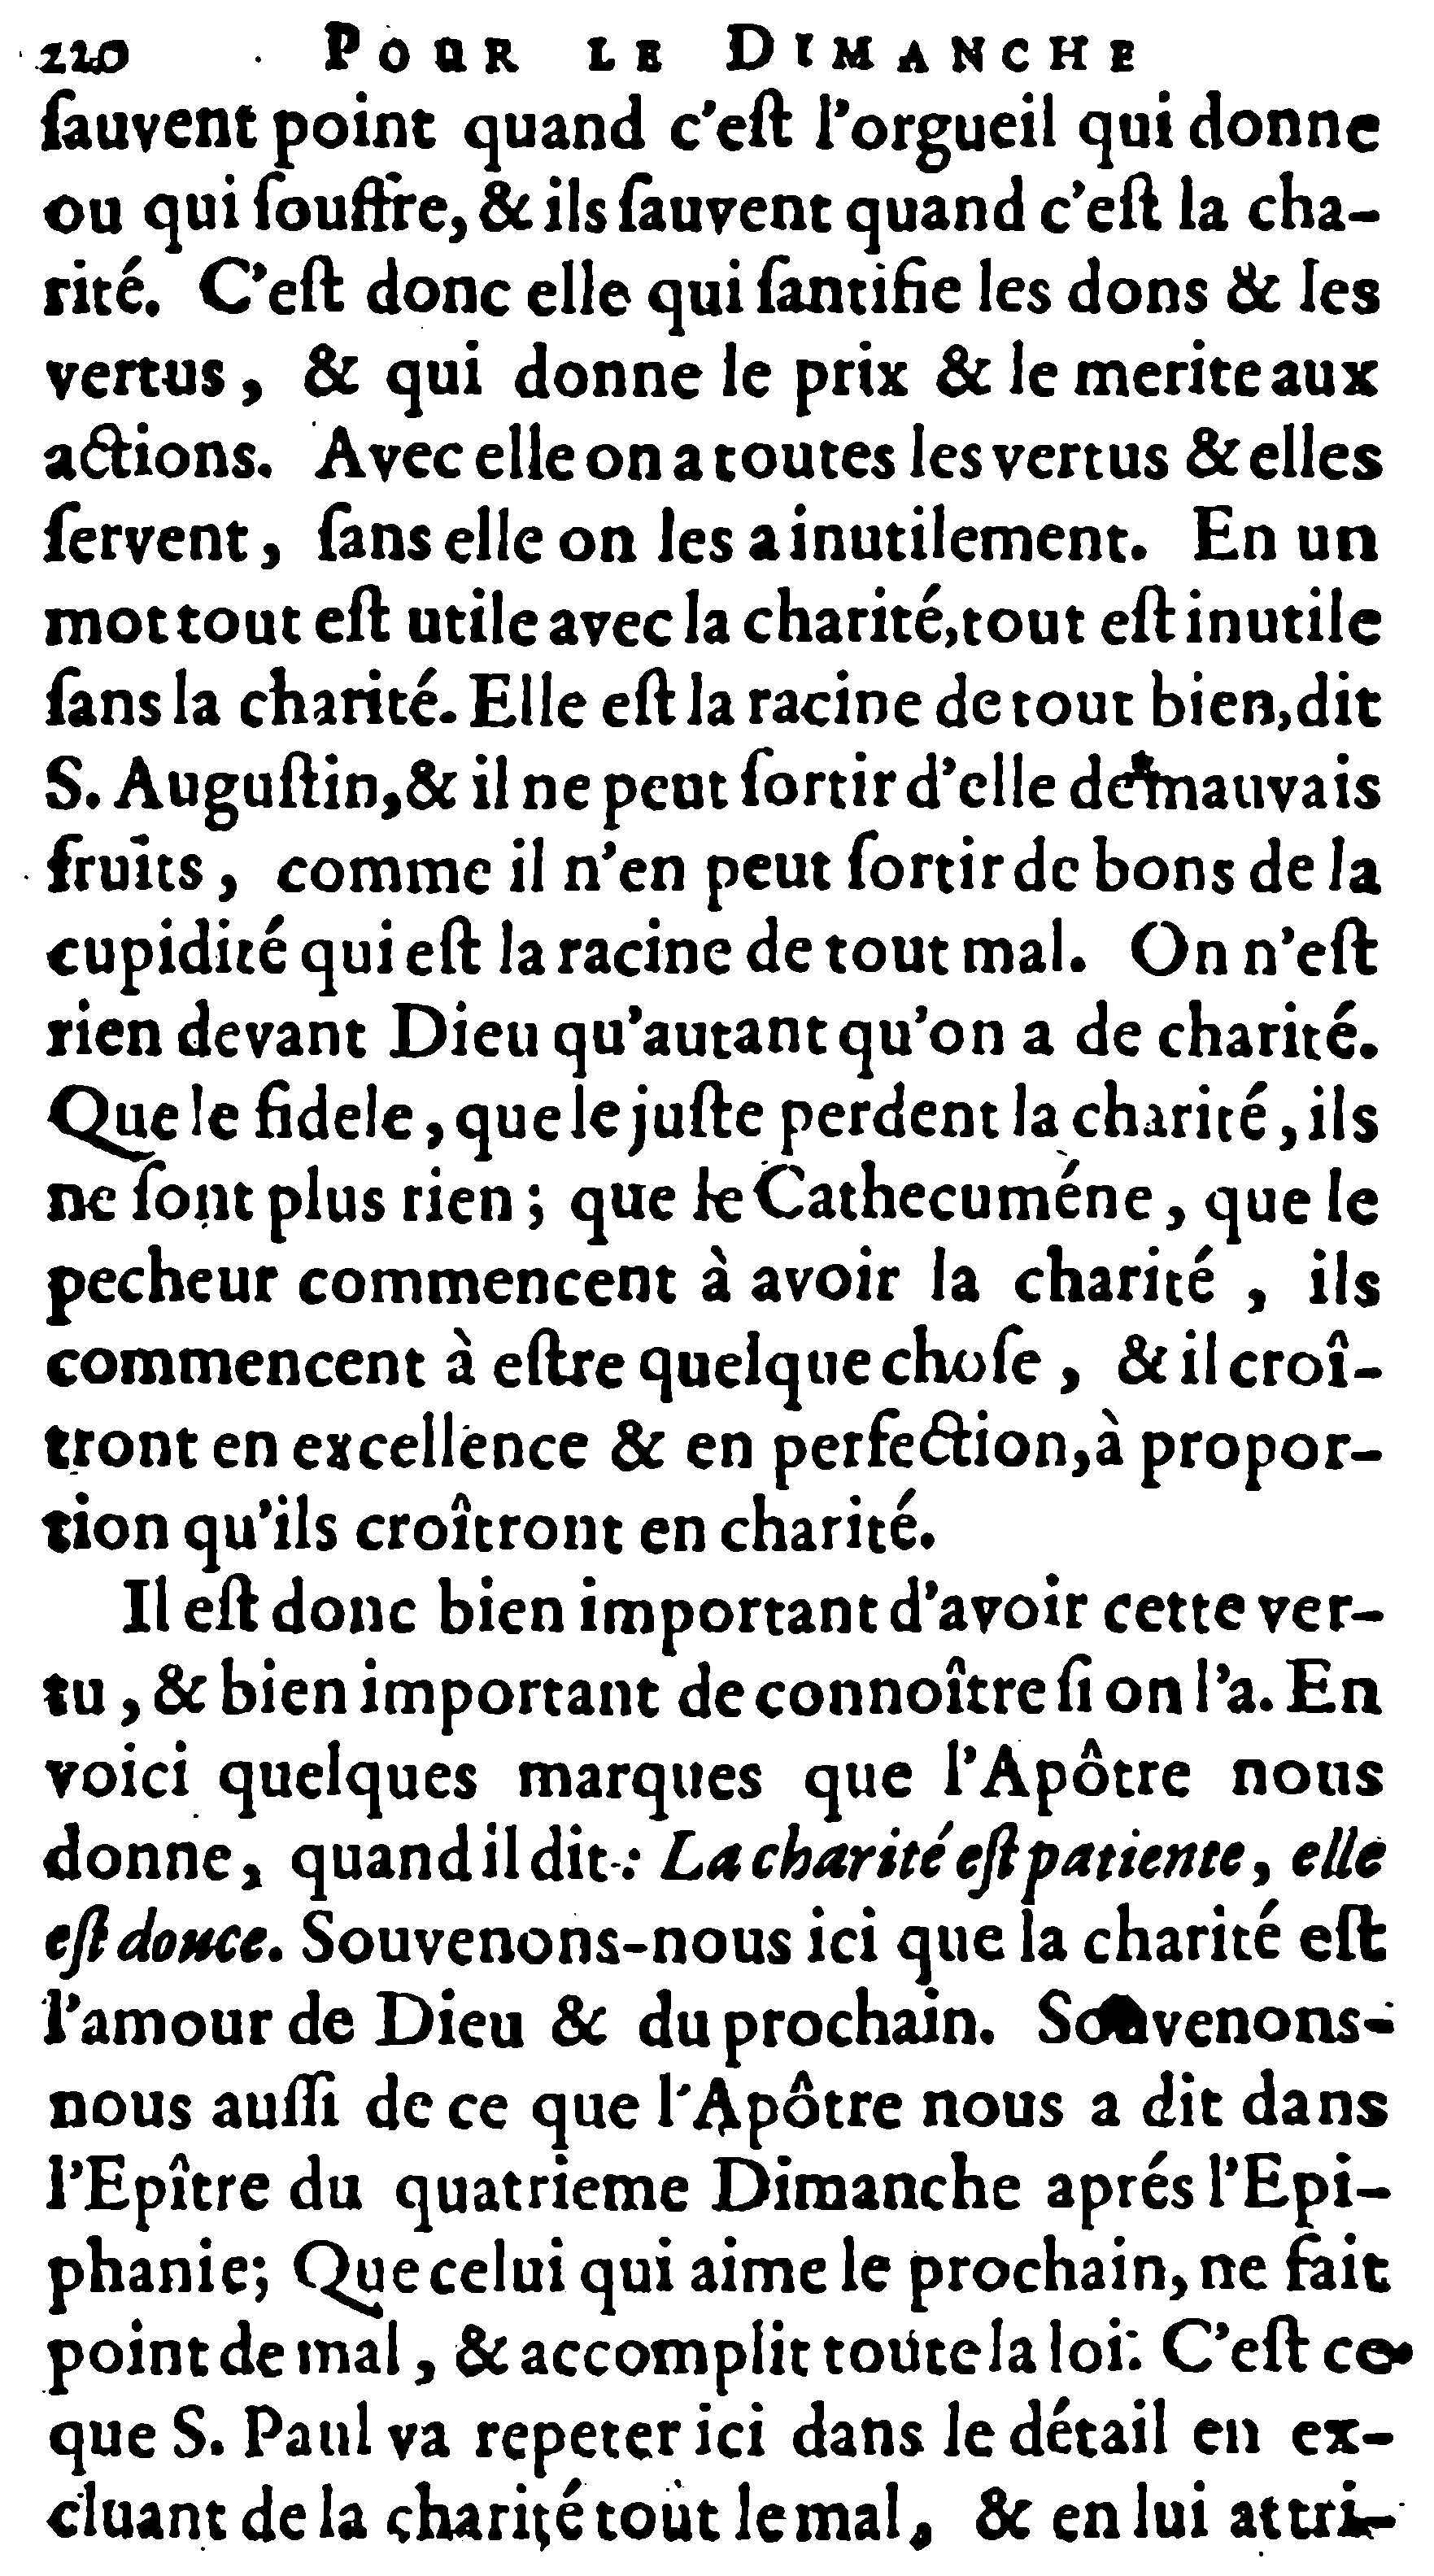 220 POUR LE DIMANCHE
ſauvent point quand c'eſt l'orgueil qui donne
ou qui ſouffre, & ils ſauvent quand c'eſt la cha-
rité. C'eſt donc elle qui ſantifie les dons & les
vertus, & qui donne le prix & le merite aux
actions. Avec elle on a toutes les vertus & elles
ſervent, ſans elle on les a inutilement. En un
mot tout eſt utile avec la charité, tout eſt inutile
ſans la charité. Elle eſt la racine de tout bien, dit
S. Auguſtin, & il ne peut ſortir d'elle de mauvais
fruits, comme il n'en peut ſortir de bons de la
cupidité qui eſt la racine de tout mal. On n'eſt
rien devant Dieu qu'autant qu'on a de charité.
Que le fidele, que le juſte perdent la charité, ils
ne ſont plus rien; que le Cathecuméne, que le
pecheur commencent à avoir la charité, ils
commencent à eſtre quelque choſe, & il croî-
tront en excellence & en perfection, à propor-
tion qu'ils croîtront en charité.
Il eſt donc bien important d'avoir cette ver-
tu, & bien important de connoître ſi on l'a. En
voici quelques marques que l'Apôtre nous
donne, quand il dit: La charité eſt patiente, elle
eſt douce. Souvenons-nous ici que la charité eſt
l'amour de Dieu & du prochain. Souvenons-
nous auſſi de ce que l'Apôtre nous a dit dans
l'Epître du quatrieme Dimanche aprés l'Epi-
phanie; Que celui qui aime le prochain, ne fait
point de mal, & accomplit toute la loi. C'eſt ce
que S. Paul va repeter ici dans le détail en ex-
cluant de la charité tout le mal, & en lui attri-